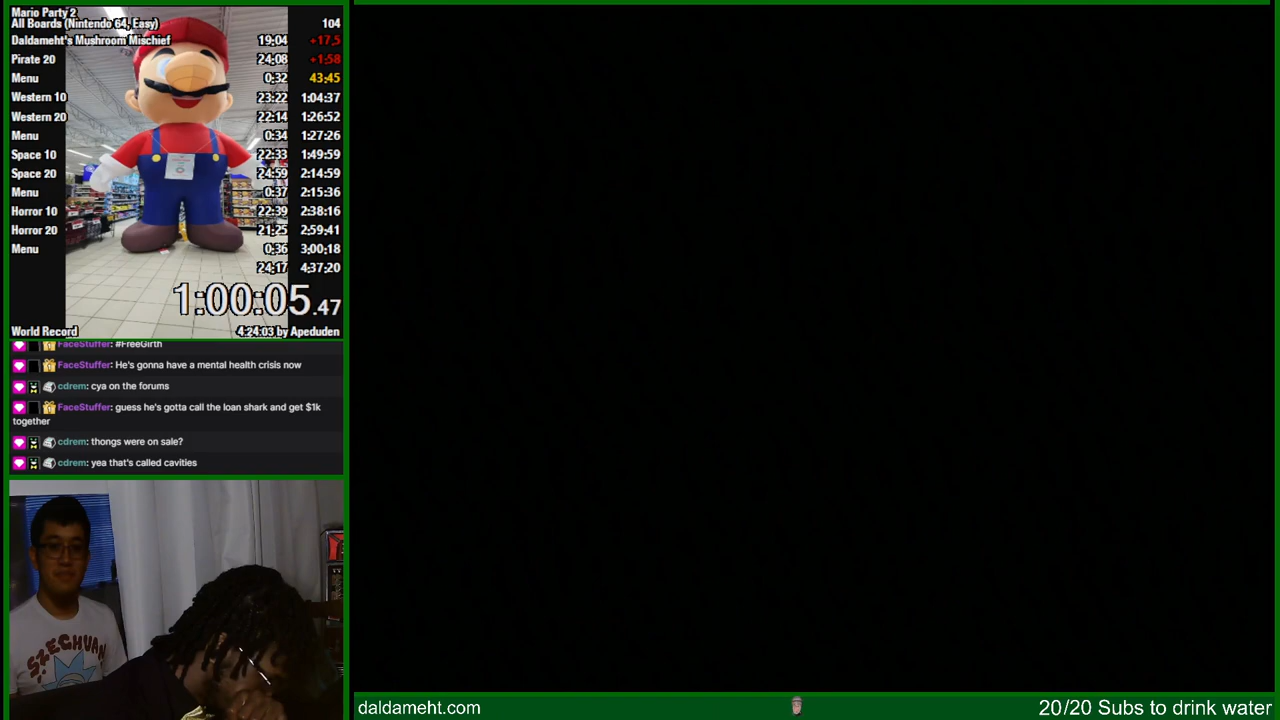 Mario Party 2
All Boards (Nintendo 64, Easy) 104
Daldameht's Mushroom Mischief 19:04 +17.5
Pirate 20 24:08 +1:58
Menu 0:32 43:45
Western 10 23:22 1:04:37
Western 20 22:14 1:26:52
Menu 0:34 1:27:26
Space 10 22:33 1:49:59
Space 20 24:59 2:14:59
Menu 0:37 2:15:36
Horror 10 22:39 2:38:16
Horror 20 21:25 2:59:41
Menu 0:36 3:00:18
24:17 4:37:20
1:00:05.47
World Record 4:24:03 by Apeduden
FaceStuffer: #FreeGirth
FaceStuffer: He's gonna have a mental health crisis now
cdrem: cya on the forums
FaceStuffer: guess he's gotta call the loan shark and get $1k
together
cdrem: thongs were on sale?
cdrem: yea that's called cavities
SZECHUAN
daldameht.com
20/20 Subs to drink water